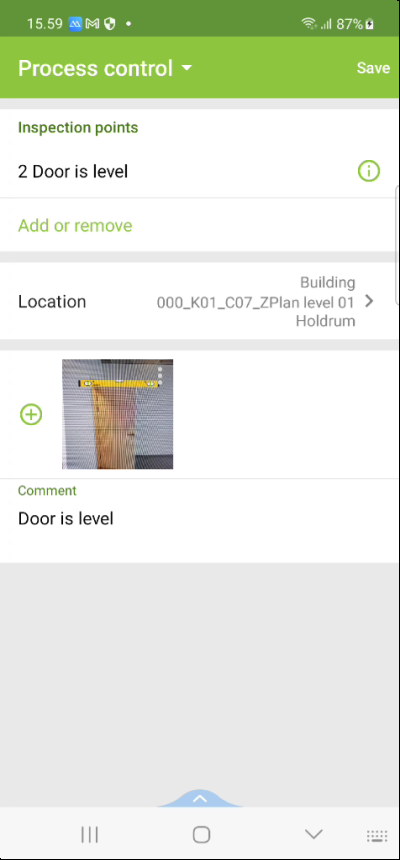 15.59
87%
Process control
Save
Inspection points
2 Door is level
Add or remove
Location
Building
000_K01_C07_ZPlan level 01
Holdrum
Comment
Door is level